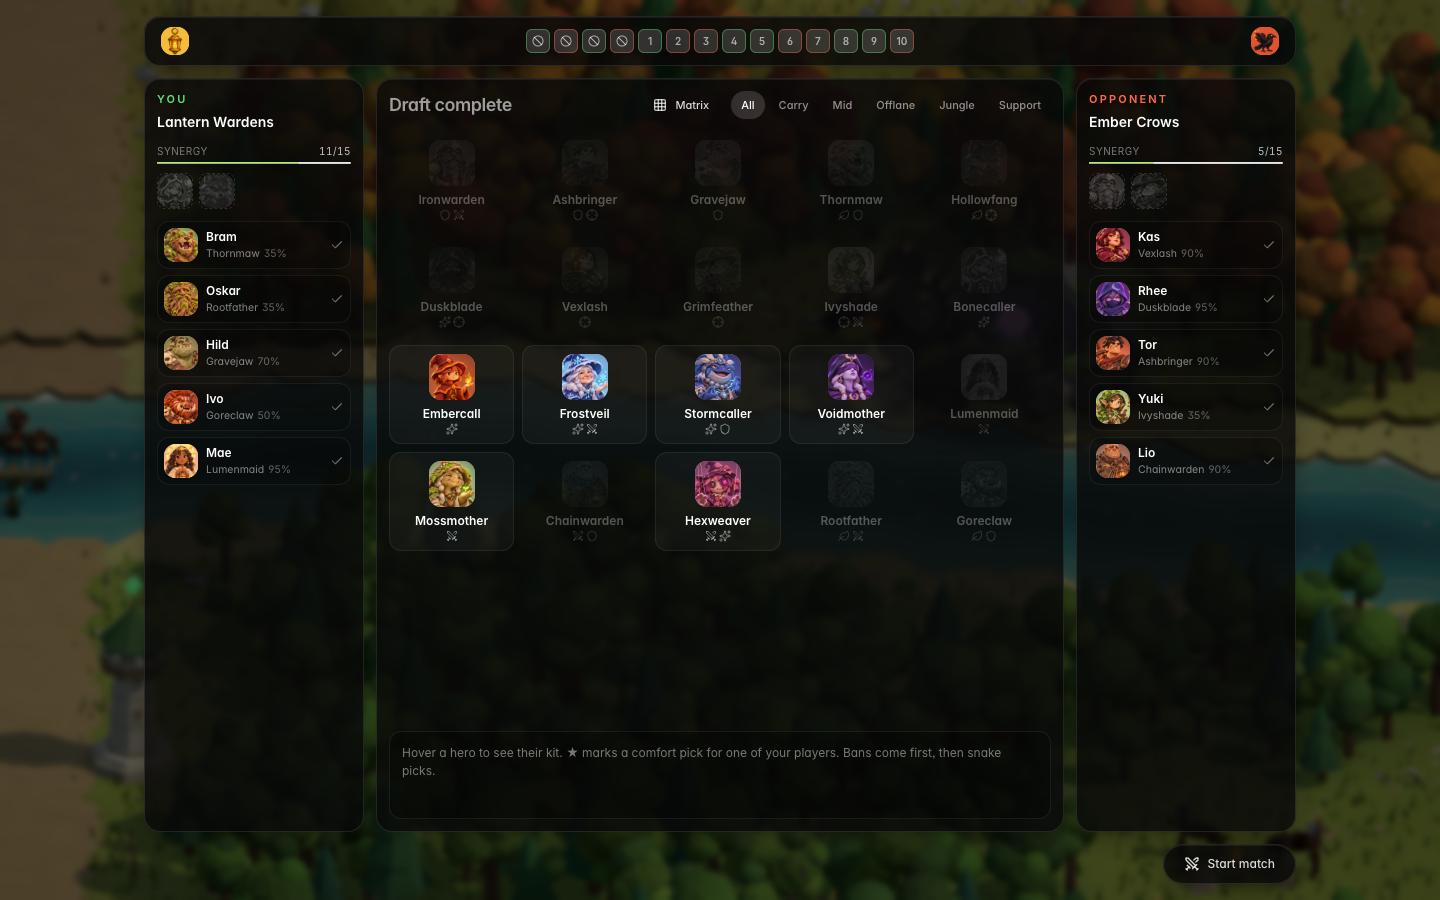 1 2 3 4 5 6 7 8 9 10
YOU
Lantern Wardens
SYNERGY 11/15
Bram
Thornmaw 35%
Oskar
Rootfather 35%
Hild
Gravejaw 70%
Ivo
Goreclaw 50%
Mae
Lumenmaid 95%
Draft complete
Matrix All Carry Mid Offlane Jungle Support
Ironwarden Ashbringer Gravejaw Thornmaw Hollowfang
Duskblade Vexlash Grimfeather Ivyshade Bonecaller
Embercall Frostveil Stormcaller Voidmother Lumenmaid
Mossmother Chainwarden Hexweaver Rootfather Goreclaw
Hover a hero to see their kit. ★ marks a comfort pick for one of your players. Bans come first, then snake
picks.
OPPONENT
Ember Crows
SYNERGY 5/15
Kas
Vexlash 90%
Rhee
Duskblade 95%
Tor
Ashbringer 90%
Yuki
Ivyshade 35%
Lio
Chainwarden 90%
Start match